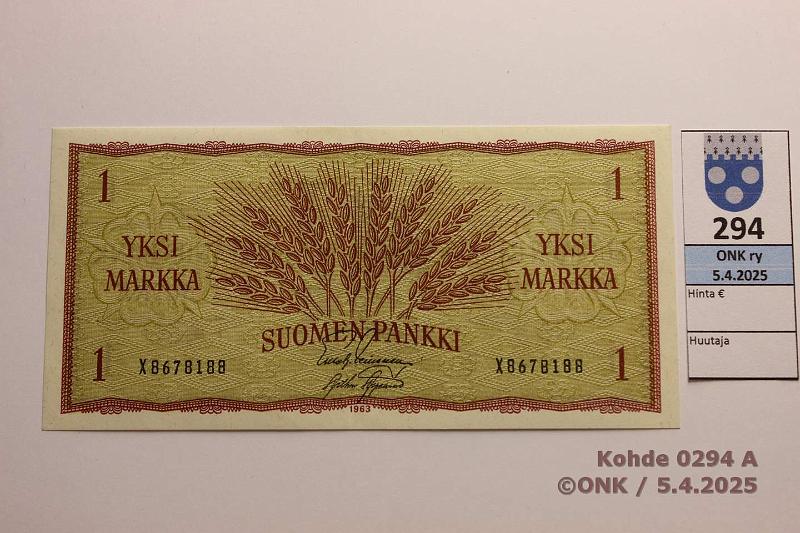 1
1
YKSI
MARKKA
YKSI
MARKKA
SUOMEN PANKKI
1
X8678188
X8678188
1
1963
294
ONK ry
5.4.2025
Hinta €
Huutaja
Kohde 0294 A
©ONK / 5.4.2025